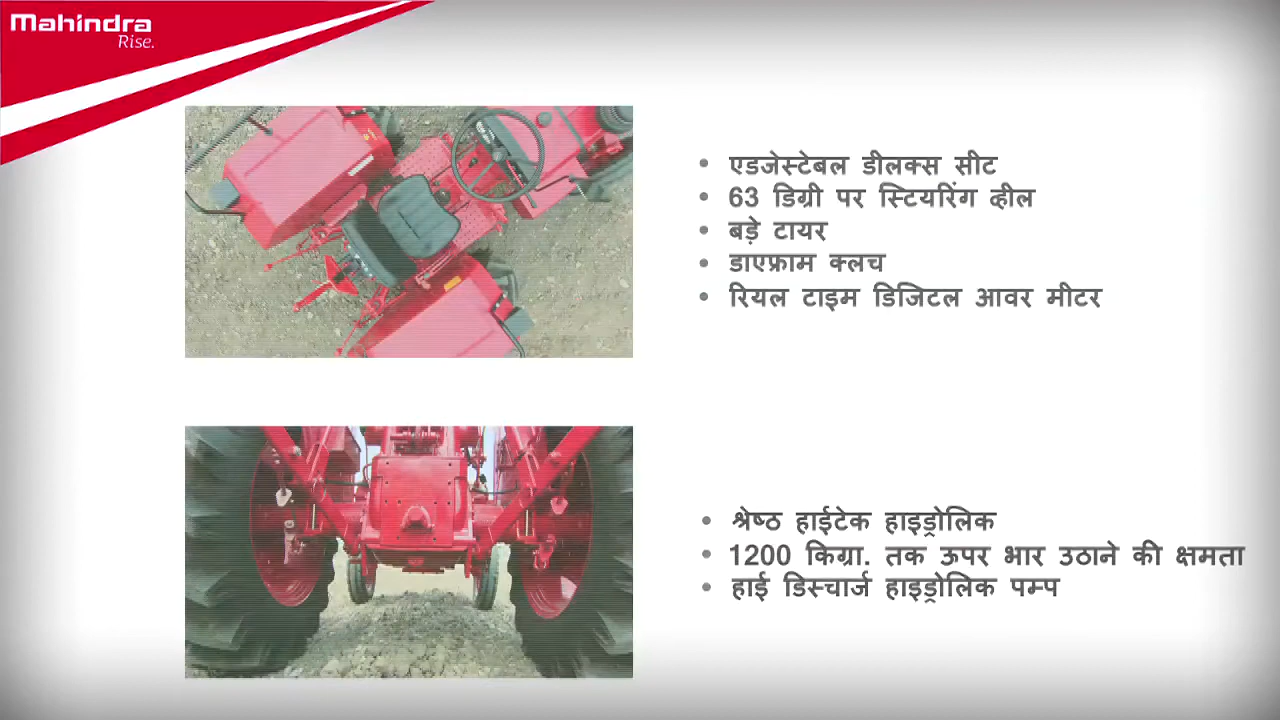 Mahindra
Rise.
• एडजेस्टेबल डीलक्स सीट
• 63 डिग्री पर स्टियरिंग व्हील
• बड़े टायर
• डाएफ्राम क्लच
• रियल टाइम डिजिटल आवर मीटर
• श्रेष्ठ हाईटेक हाइड्रोलिक
• 1200 किग्रा. तक ऊपर भार उठाने की क्षमता
• हाई डिस्चार्ज हाइड्रोलिक पम्प